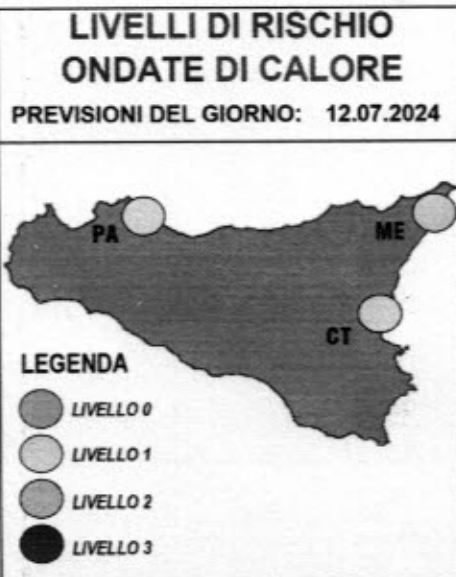 LIVELLI DI RISCHIO
ONDATE DI CALORE
PREVISIONI DEL GIORNO: 12.07.2024
PA
ME
CT
LEGENDA
LIVELLO 0
LIVELLO 1
LIVELLO 2
LIVELLO 3